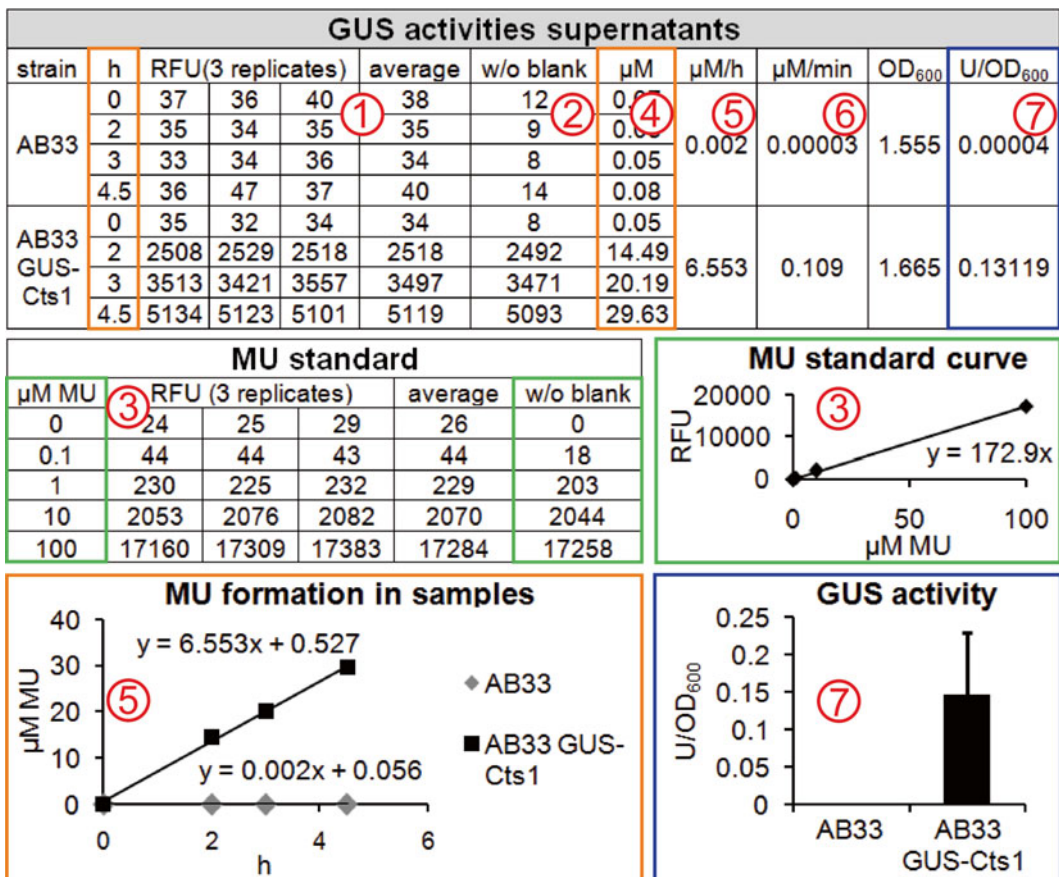 GUS activities supernatants
strain h RFU(3 replicates) average w/o blank µM µM/h µM/min OD600 U/OD600
AB33
0 37 36 40 ① 38 12 ② ④ ⑤ ⑥ ⑦
2 35 34 35 35 9
0.002 0.00003 1.555 0.00004
3 33 34 36 34 8 0.05
4.5 36 47 37 40 14 0.08
AB33
GUS-
Cts1
0 35 32 34 34 8 0.05
2 2508 2529 2518 2518 2492 14.49
6.553 0.109 1.665 0.13119
3 3513 3421 3557 3497 3471 20.19
4.5 5134 5123 5101 5119 5093 29.63
MU standard
µM MU ③ RFU (3 replicates) average w/o blank
0 24 25 29 26 0
0.1 44 44 43 44 18
1 230 225 232 229 203
10 2053 2076 2082 2070 2044
100 17160 17309 17383 17284 17258
MU standard curve
③
RFU
20000
10000
0
y = 172.9x
0 50 100
µM MU
MU formation in samples
⑤
µM MU
40
30
20
10
0
y = 6.553x + 0.527
y = 0.002x + 0.056
0 2 4 6
h
AB33
AB33 GUS-
Cts1
GUS activity
⑦
U/OD600
0.25
0.2
0.15
0.1
0.05
0
AB33
AB33
GUS-Cts1